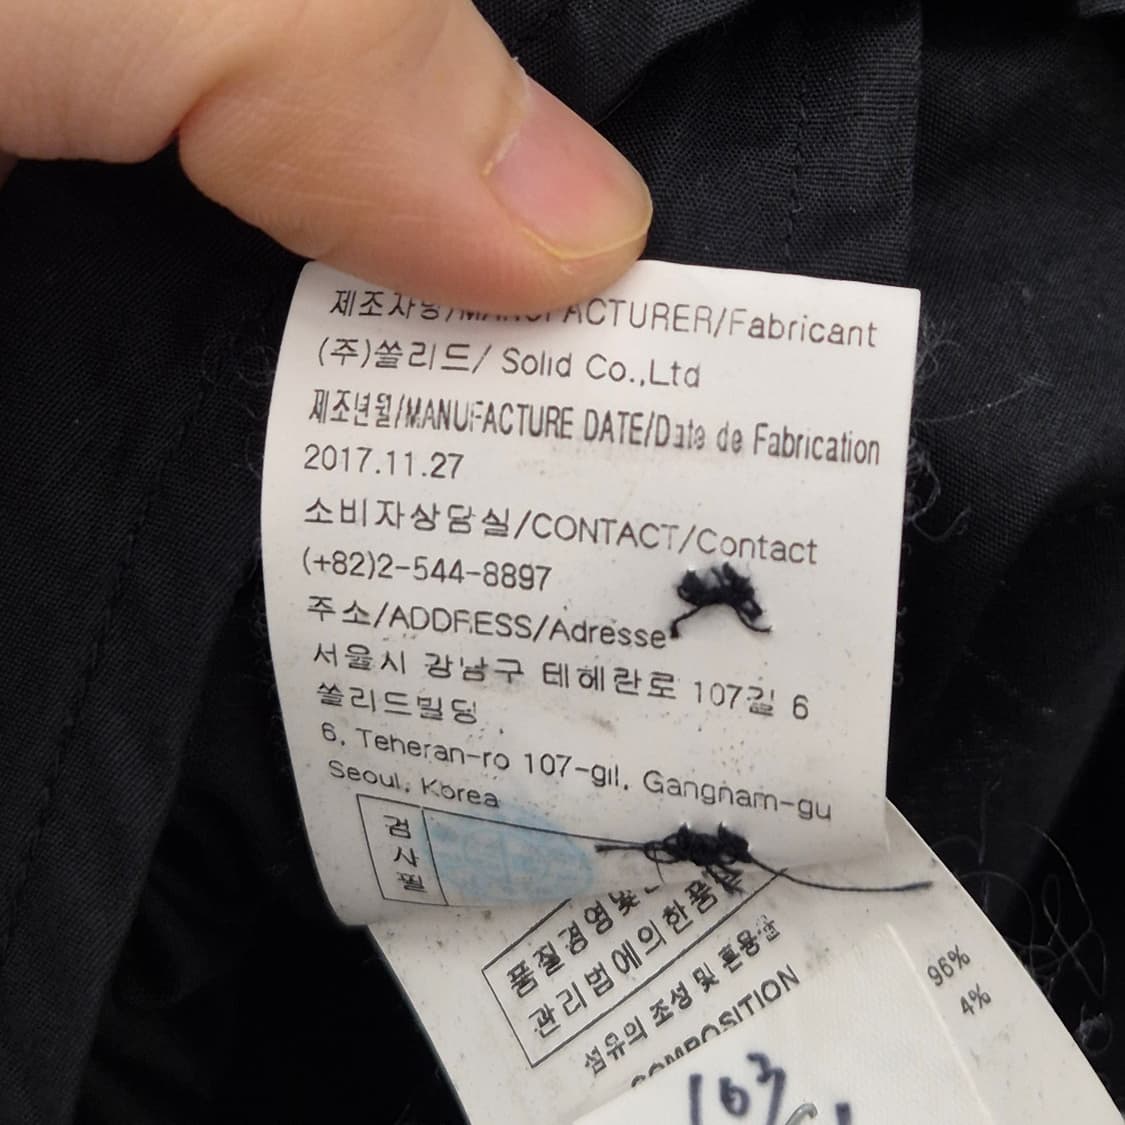 제조자명/MANUFACTURER/Fabricant
(주)쏠리드/ Solid Co.,Ltd
제조년월/MANUFACTURE DATE/Date de Fabrication
2017.11.27
소비자상담실/CONTACT/Contact
(+82)2-544-8897
주소/ADDRESS/Adresse
서울시 강남구 테헤란로 107길 6
쏠리드빌딩
6, Teheran-ro 107-gil, Gangnam-gu
Seoul, Korea
검사필
품질경영및
관리법에의한품
섬유의 조성 및 혼용율
COMPOSITION
96%
4%
103